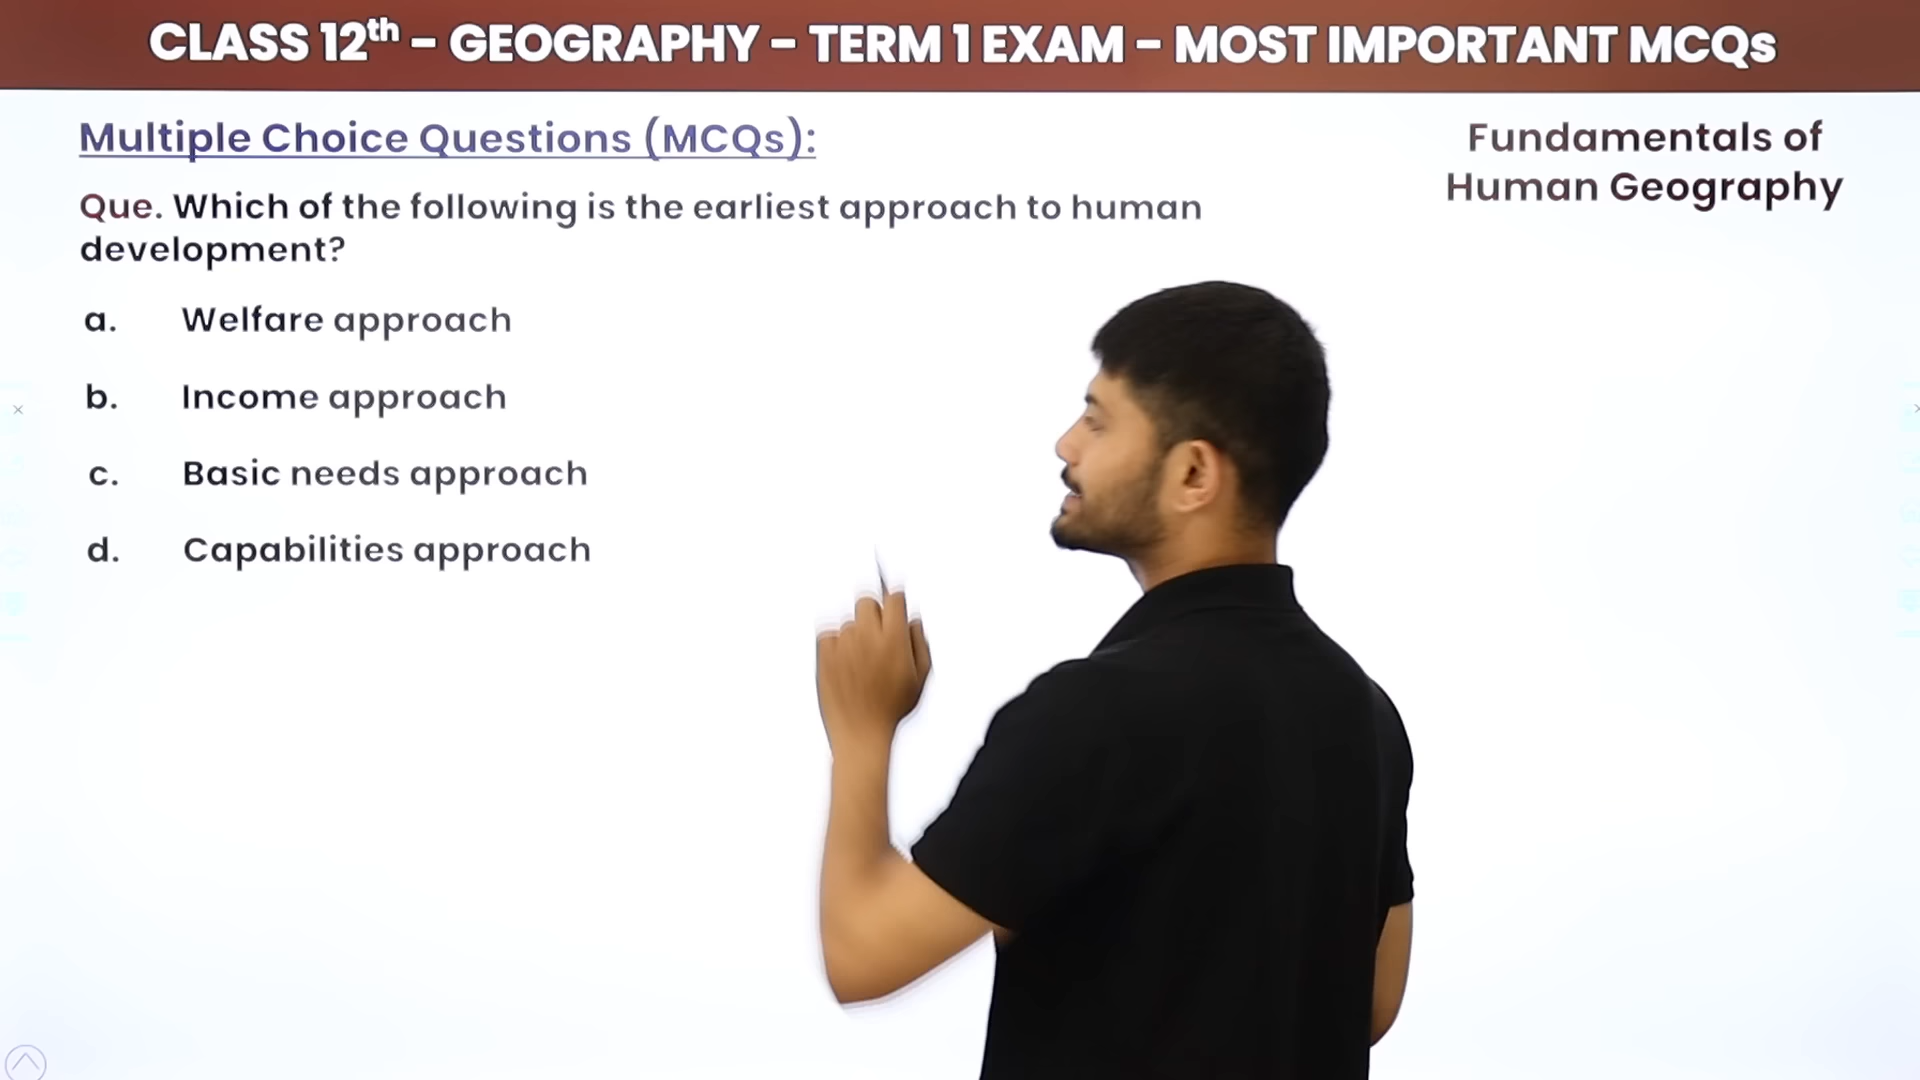 CLASS 12th - GEOGRAPHY - TERM 1 EXAM - MOST IMPORTANT MCQs
Multiple Choice Questions (MCQs):
Fundamentals of
Human Geography
Que. Which of the following is the earliest approach to human
development?
a. Welfare approach
b. Income approach
c. Basic needs approach
d. Capabilities approach